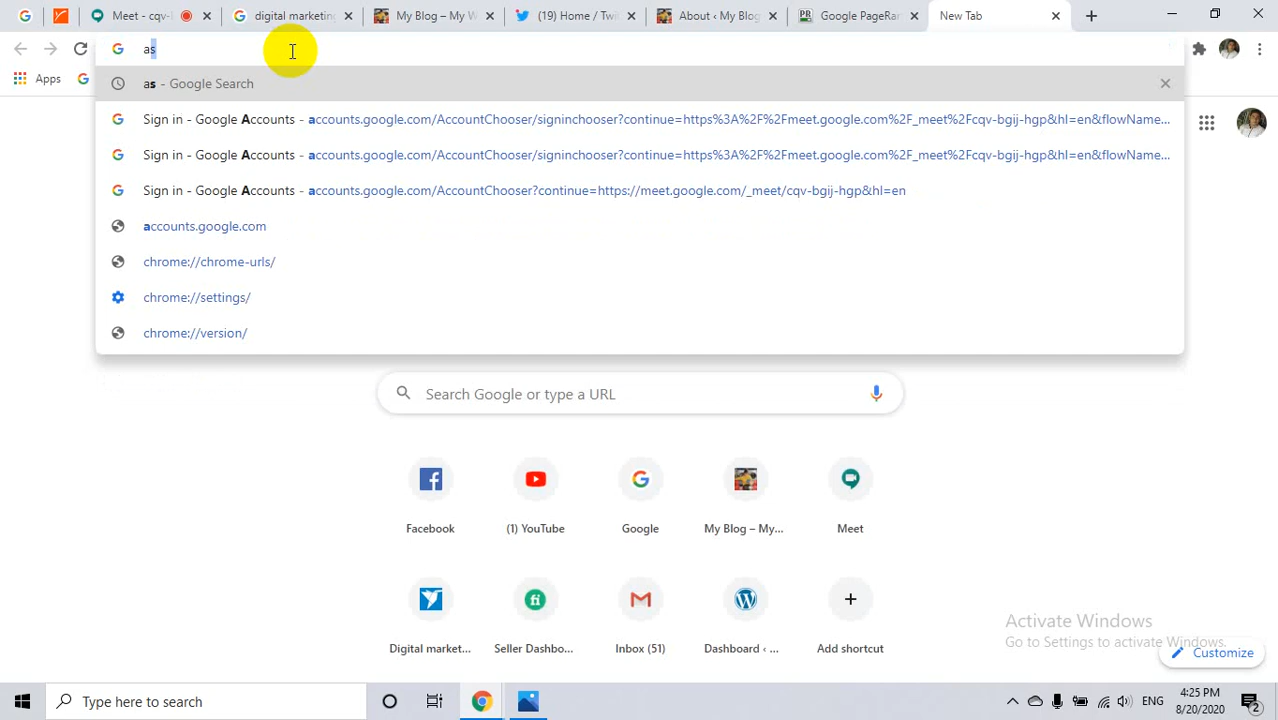 Meet - cqv-
digital marketin
My Blog – My W
(19) Home / Twi
About ‹ My Blog
Google PageRan
New Tab
as
Apps
as - Google Search
Sign in - Google Accounts - accounts.google.com/AccountChooser/signinchooser?continue=https%3A%2F%2Fmeet.google.com%2F_meet%2Fcqv-bgij-hgp&hl=en&flowName...
Sign in - Google Accounts - accounts.google.com/AccountChooser/signinchooser?continue=https%3A%2F%2Fmeet.google.com%2F_meet%2Fcqv-bgij-hgp&hl=en&flowName...
Sign in - Google Accounts - accounts.google.com/AccountChooser?continue=https://meet.google.com/_meet/cqv-bgij-hgp&hl=en
accounts.google.com
chrome://chrome-urls/
chrome://settings/
chrome://version/
Search Google or type a URL
Facebook
(1) YouTube
Google
My Blog – My...
Meet
Digital market...
Seller Dashbo...
Inbox (51)
Dashboard ‹ ...
Add shortcut
Activate Windows
Go to Settings to activate Windows.
Customize
Type here to search
ENG
4:25 PM
8/20/2020
2